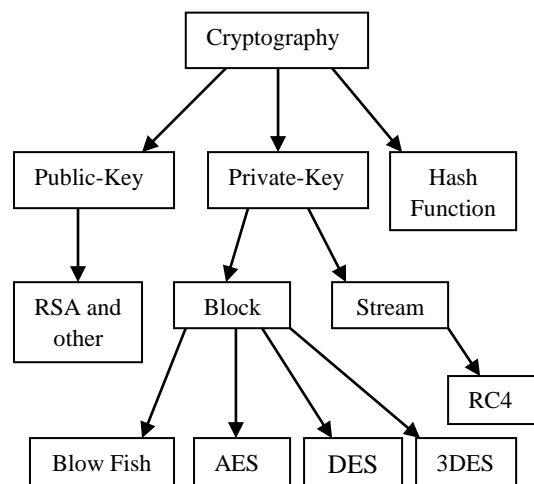 Cryptography
Public-Key
Private-Key
Hash
Function
RSA and
other
Block
Stream
RC4
Blow Fish
AES
DES
3DES